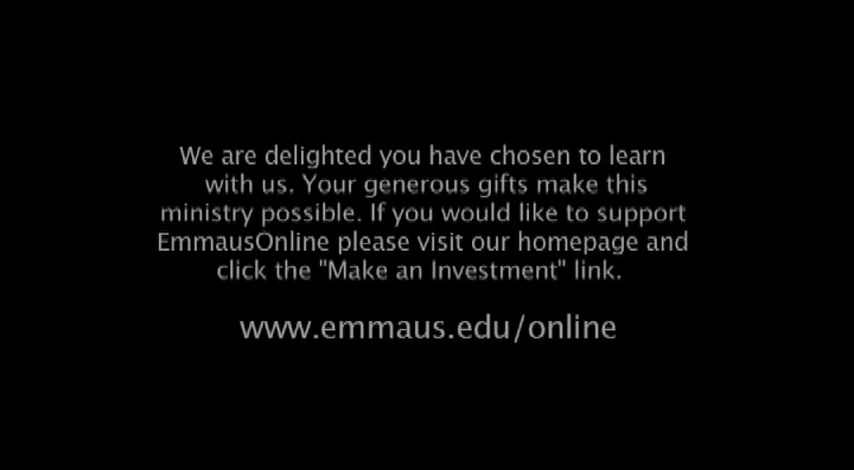 We are delighted you have chosen to learn
with us. Your generous gifts make this
ministry possible. If you would like to support
EmmausOnline please visit our homepage and
click the "Make an Investment" link.
www.emmaus.edu/online